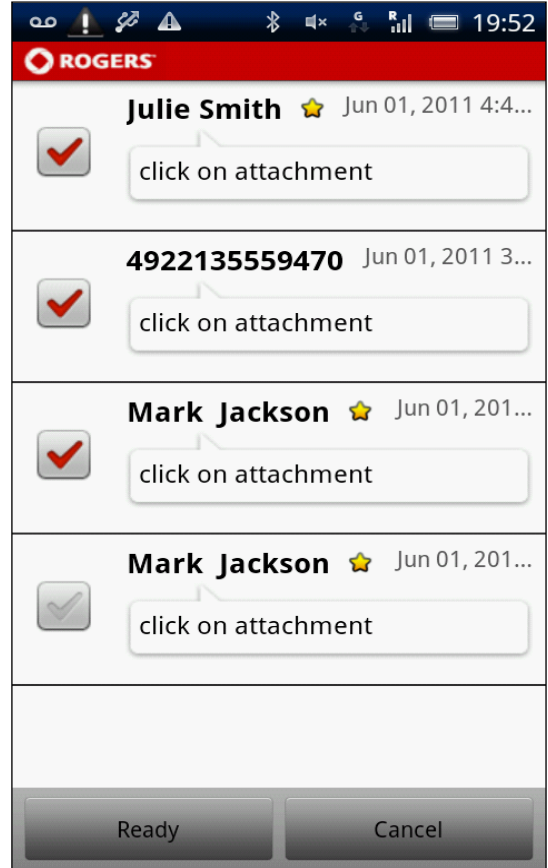 G R 19:52
ROGERS™
Julie Smith Jun 01, 2011 4:4...
click on attachment
4922135559470 Jun 01, 2011 3...
click on attachment
Mark Jackson Jun 01, 201...
click on attachment
Mark Jackson Jun 01, 201...
click on attachment
Ready Cancel